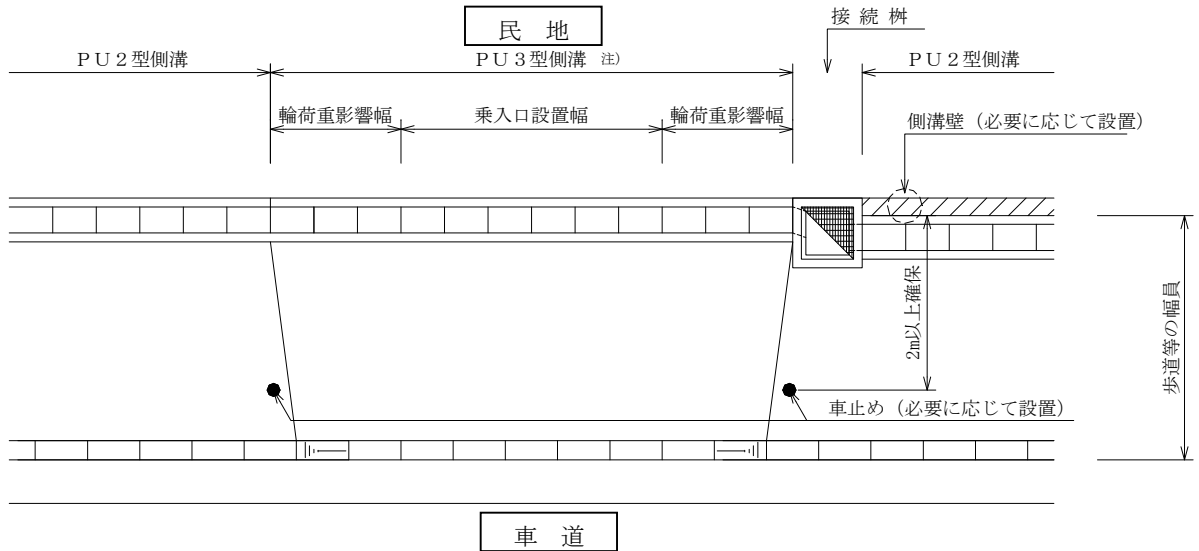 接 続 桝
民 地
ＰＵ２型側溝
ＰＵ３型側溝 注)
ＰＵ２型側溝
輪荷重影響幅
乗入口設置幅
輪荷重影響幅
側溝壁（必要に応じて設置）
2m以上確保
歩道等の幅員
車止め（必要に応じて設置）
車 道